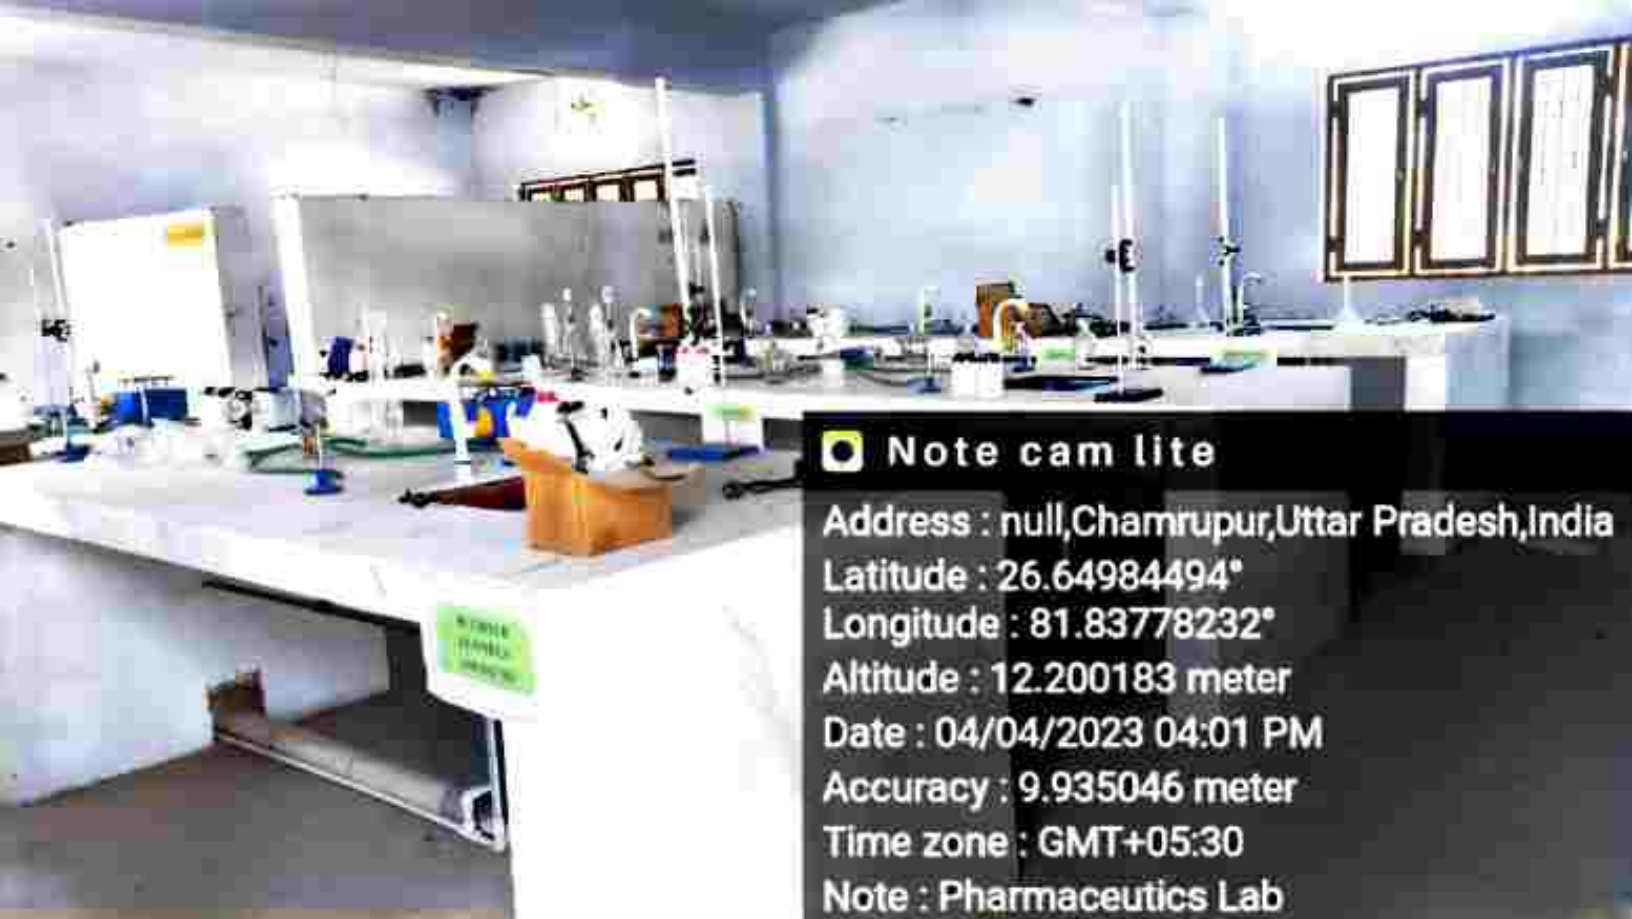 Note cam lite
Address : null,Chamrupur,Uttar Pradesh,India
Latitude : 26.64984494°
Longitude : 81.83778232°
Altitude : 12.200183 meter
Date : 04/04/2023 04:01 PM
Accuracy : 9.935046 meter
Time zone : GMT+05:30
Note : Pharmaceutics Lab